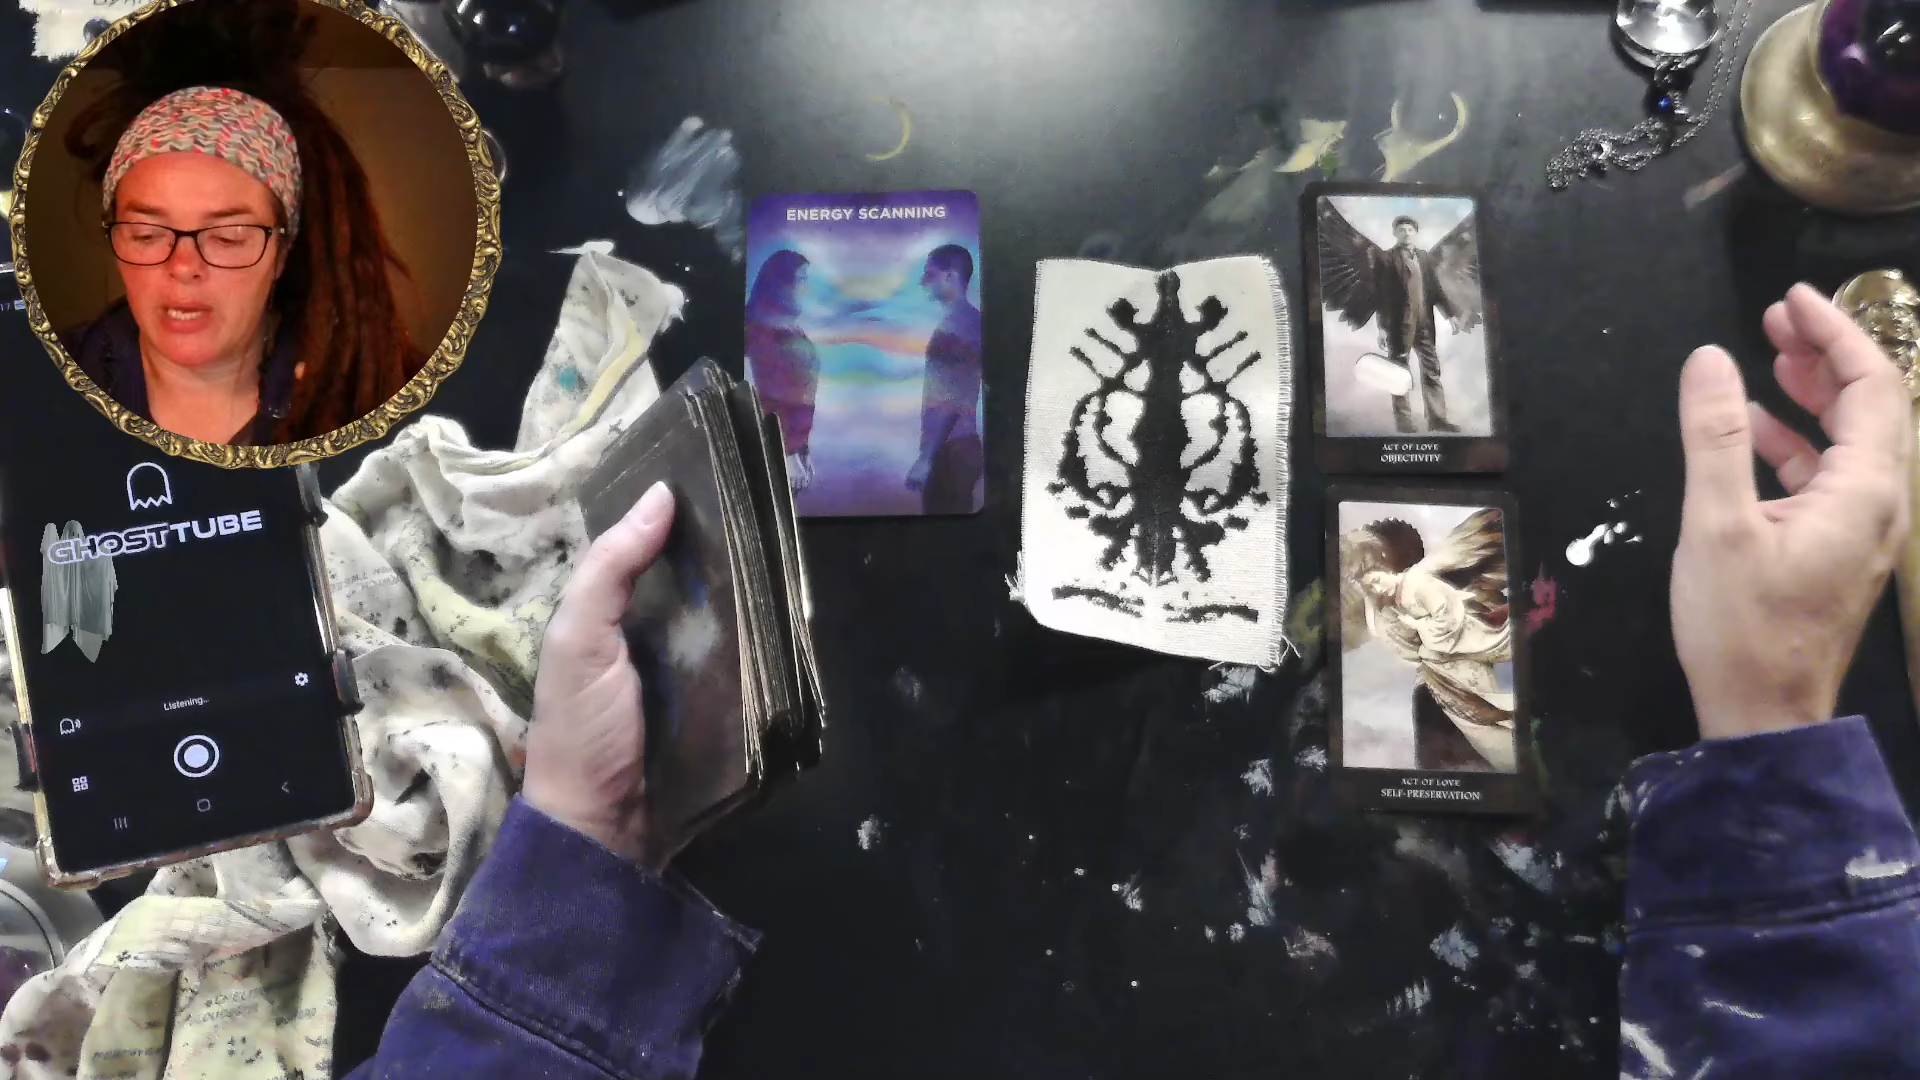 ENERGY SCANNING
ACT OF LOVE
OBJECTIVITY
GHOSTTUBE
Listening...
ACT OF LOVE
SELF-PRESERVATION